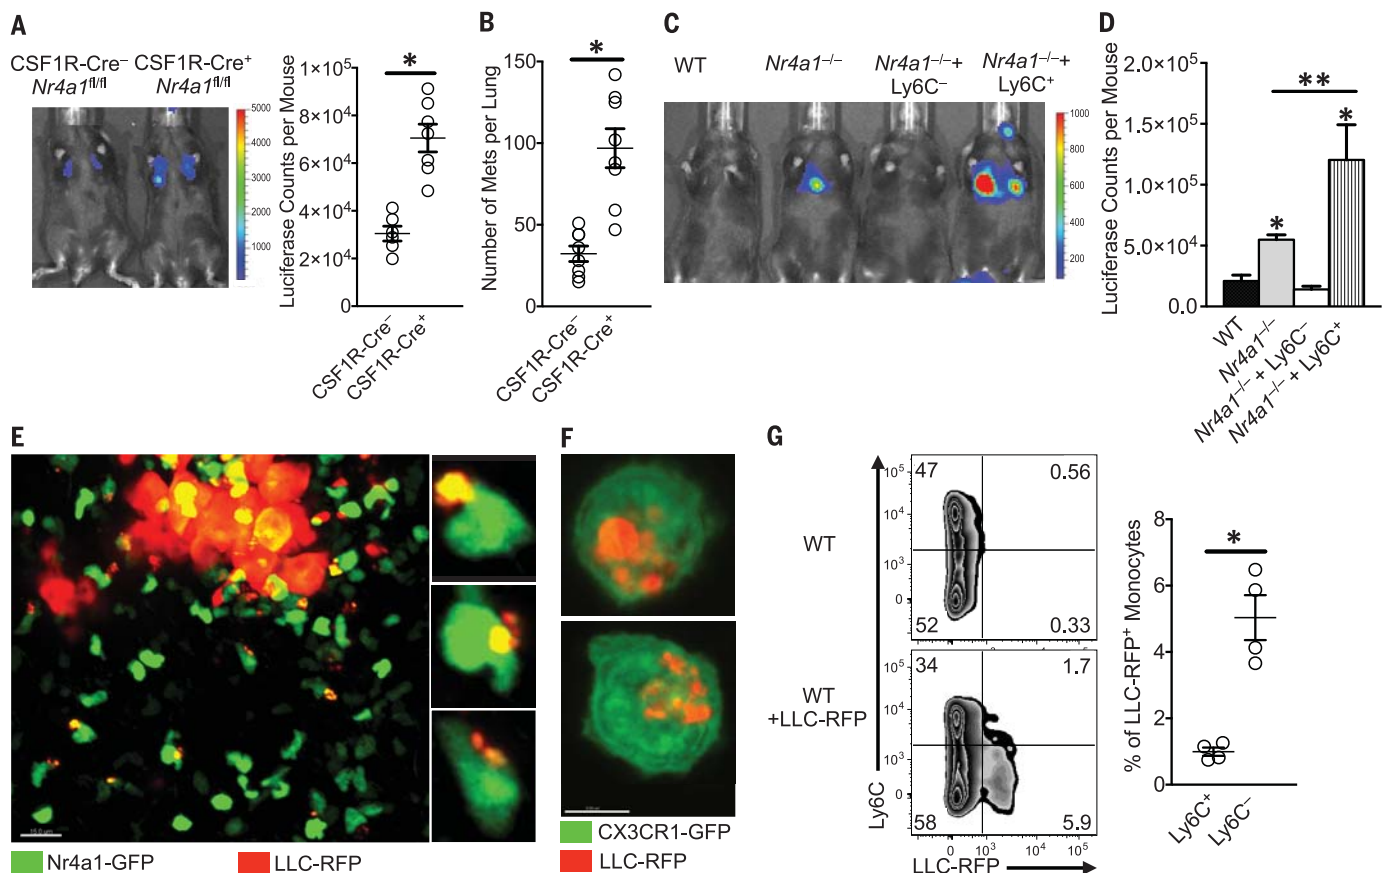 A
CSF1R-Cre⁻ CSF1R-Cre⁺
Nr4a1ᶠˡ/ᶠˡ Nr4a1ᶠˡ/ᶠˡ
5000
4000
3000
2000
1000
Luciferase Counts per Mouse
1×10⁵
8×10⁴
6×10⁴
4×10⁴
2×10⁴
0
*
CSF1R-Cre⁻
CSF1R-Cre⁺
B
Number of Mets per Lung
150
100
50
0
*
CSF1R-Cre⁻
CSF1R-Cre⁺
C
WT
Nr4a1⁻/⁻
Nr4a1⁻/⁻+
Ly6C⁻
Nr4a1⁻/⁻+
Ly6C⁺
1000
800
600
400
200
D
Luciferase Counts per Mouse
2.0×10⁵
1.5×10⁵
1.0×10⁵
5.0×10⁴
0.0
**
*
*
WT
Nr4a1⁻/⁻
Nr4a1⁻/⁻ + Ly6C⁻
Nr4a1⁻/⁻ + Ly6C⁺
E
Nr4a1-GFP
LLC-RFP
F
CX3CR1-GFP
LLC-RFP
G
WT
47
0.56
52
0.33
10⁵
10⁴
10³
0
WT
+LLC-RFP
34
1.7
58
5.9
10⁵
10⁴
10³
0
Ly6C
0 10³ 10⁴ 10⁵
LLC-RFP
% of LLC-RFP⁺ Monocytes
8
6
4
2
0
*
Ly6C⁺
Ly6C⁻